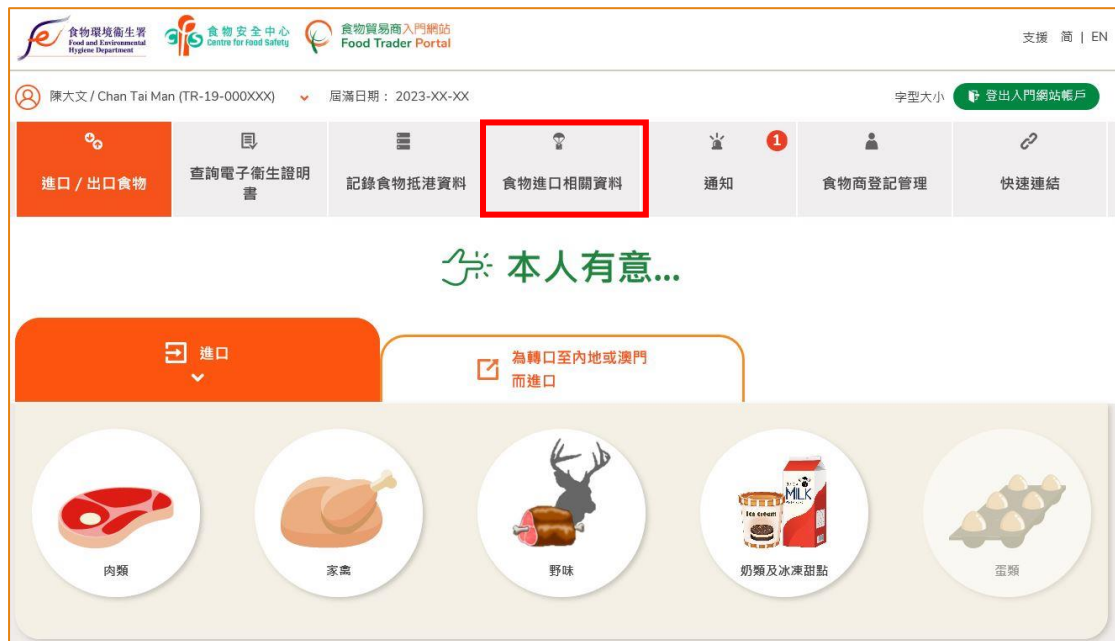 食物環境衞生署
Food and Environmental
Hygiene Department
食物安全中心
Centre for Food Safety
食物貿易商入門網站
Food Trader Portal
支援 简 | EN
陳大文 / Chan Tai Man (TR-19-000XXX)
屆滿日期： 2023-XX-XX
字型大小
登出入門網站帳戶
進口 / 出口食物
查詢電子衞生證明
書
記錄食物抵港資料
食物進口相關資料
通知
1
食物商登記管理
快速連結
本人有意...
進口
為轉口至內地或澳門
而進口
肉類
家禽
野味
ice cream
MILK
奶類及冰凍甜點
蛋類